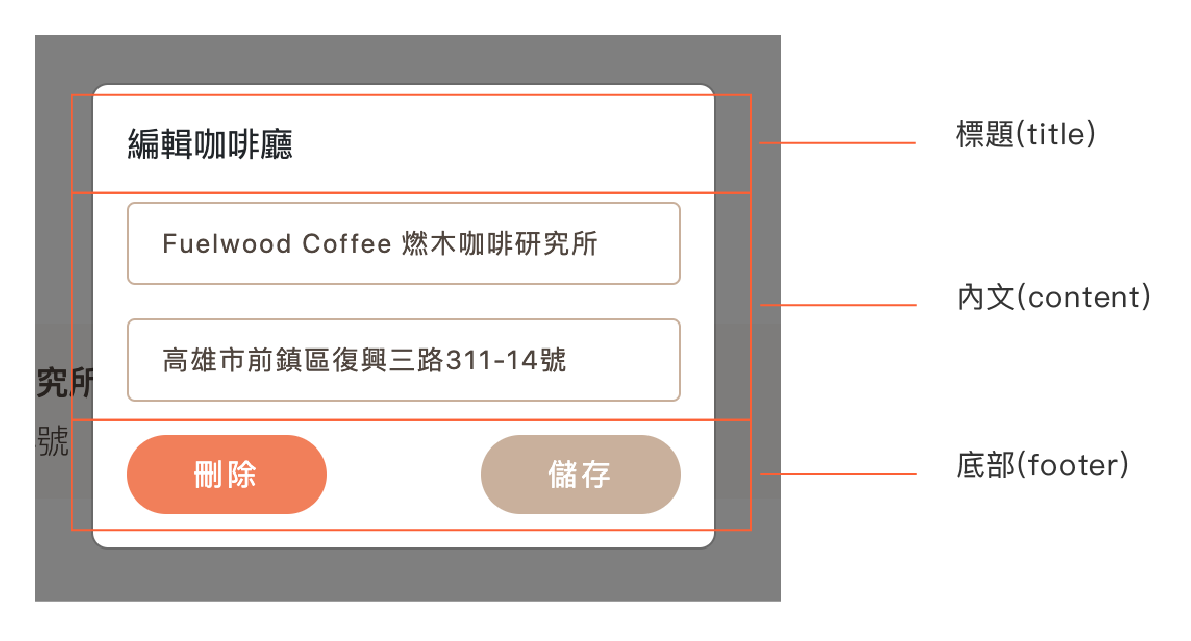 編輯咖啡廳
標題(title)
Fuelwood Coffee 燃木咖啡研究所
內文(content)
高雄市前鎮區復興三路311-14號
究所
號
刪除
儲存
底部(footer)